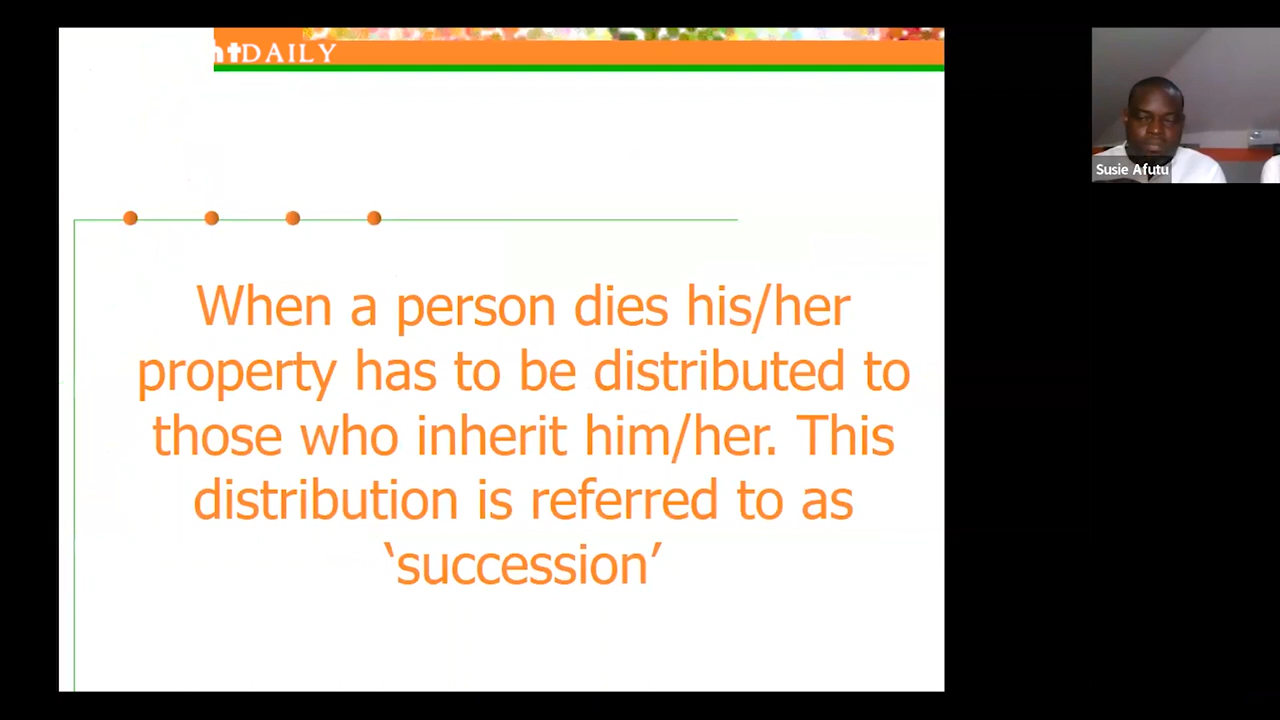 DAILY
When a person dies his/her
property has to be distributed to
those who inherit him/her. This
distribution is referred to as
‘succession’
Susie Afutu